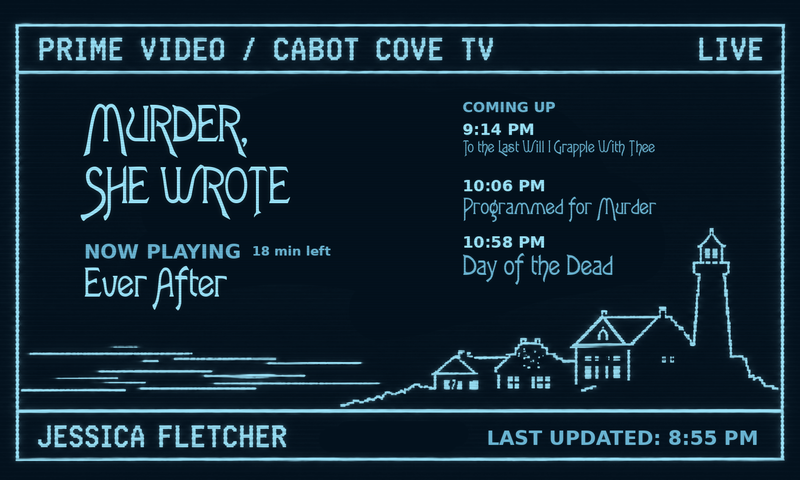 PRIME VIDEO / CABOT COVE TV
LIVE
MURDER,
SHE WROTE
NOW PLAYING 18 min left
Ever After
COMING UP
9:14 PM
To the Last Will I Grapple With Thee
10:06 PM
Programmed for Murder
10:58 PM
Day of the Dead
JESSICA FLETCHER
LAST UPDATED: 8:55 PM